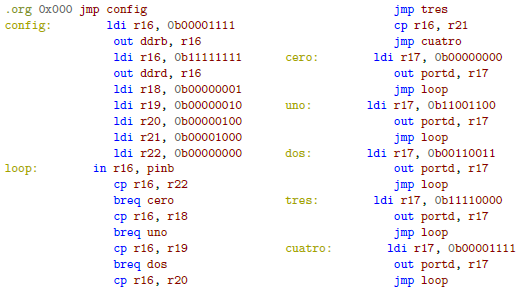 .org 0x000 jmp config
config: ldi r16, 0b00001111
out ddrb, r16
ldi r16, 0b11111111
out ddrd, r16
ldi r18, 0b00000001
ldi r19, 0b00000010
ldi r20, 0b00000100
ldi r21, 0b00001000
ldi r22, 0b00000000
loop: in r16, pinb
cp r16, r22
breq cero
cp r16, r18
breq uno
cp r16, r19
breq dos
cp r16, r20
jmp tres
cp r16, r21
jmp cuatro
cero: ldi r17, 0b00000000
out portd, r17
jmp loop
uno: ldi r17, 0b11001100
out portd, r17
jmp loop
dos: ldi r17, 0b00110011
out portd, r17
jmp loop
tres: ldi r17, 0b11110000
out portd, r17
jmp loop
cuatro: ldi r17, 0b00001111
out portd, r17
jmp loop